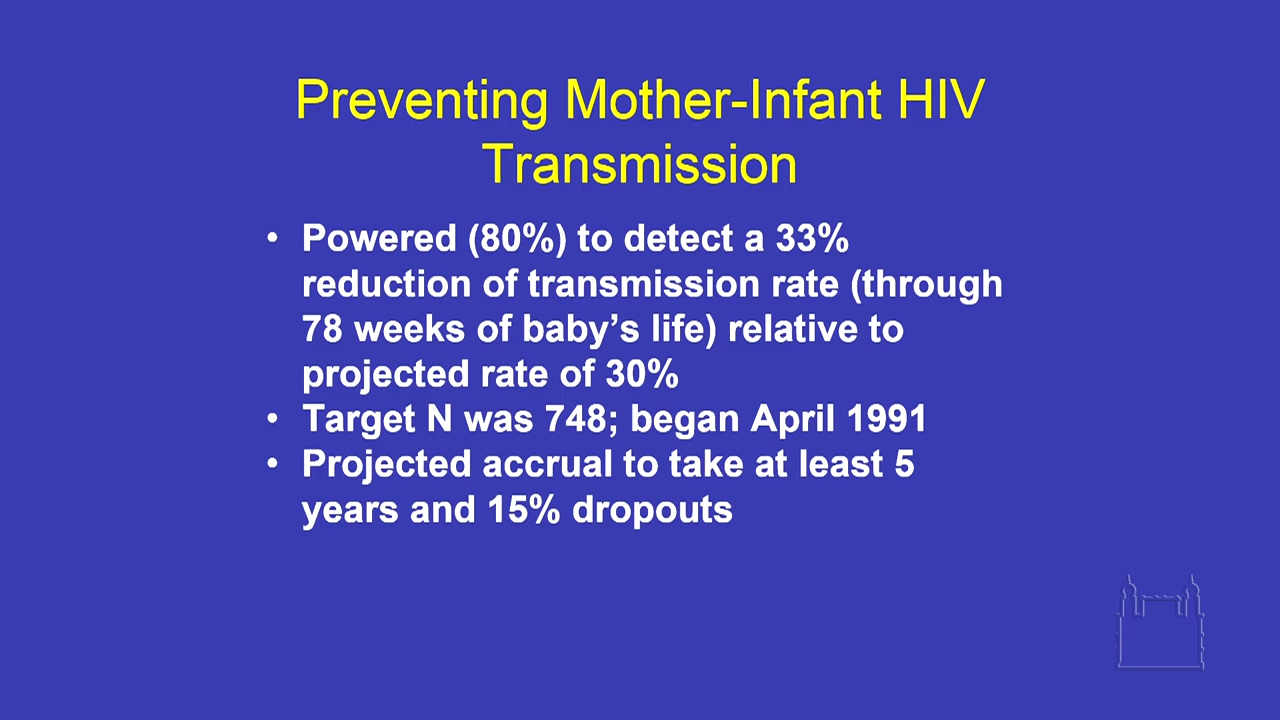 Preventing Mother-Infant HIV
Transmission
• Powered (80%) to detect a 33%
reduction of transmission rate (through
78 weeks of baby’s life) relative to
projected rate of 30%
• Target N was 748; began April 1991
• Projected accrual to take at least 5
years and 15% dropouts